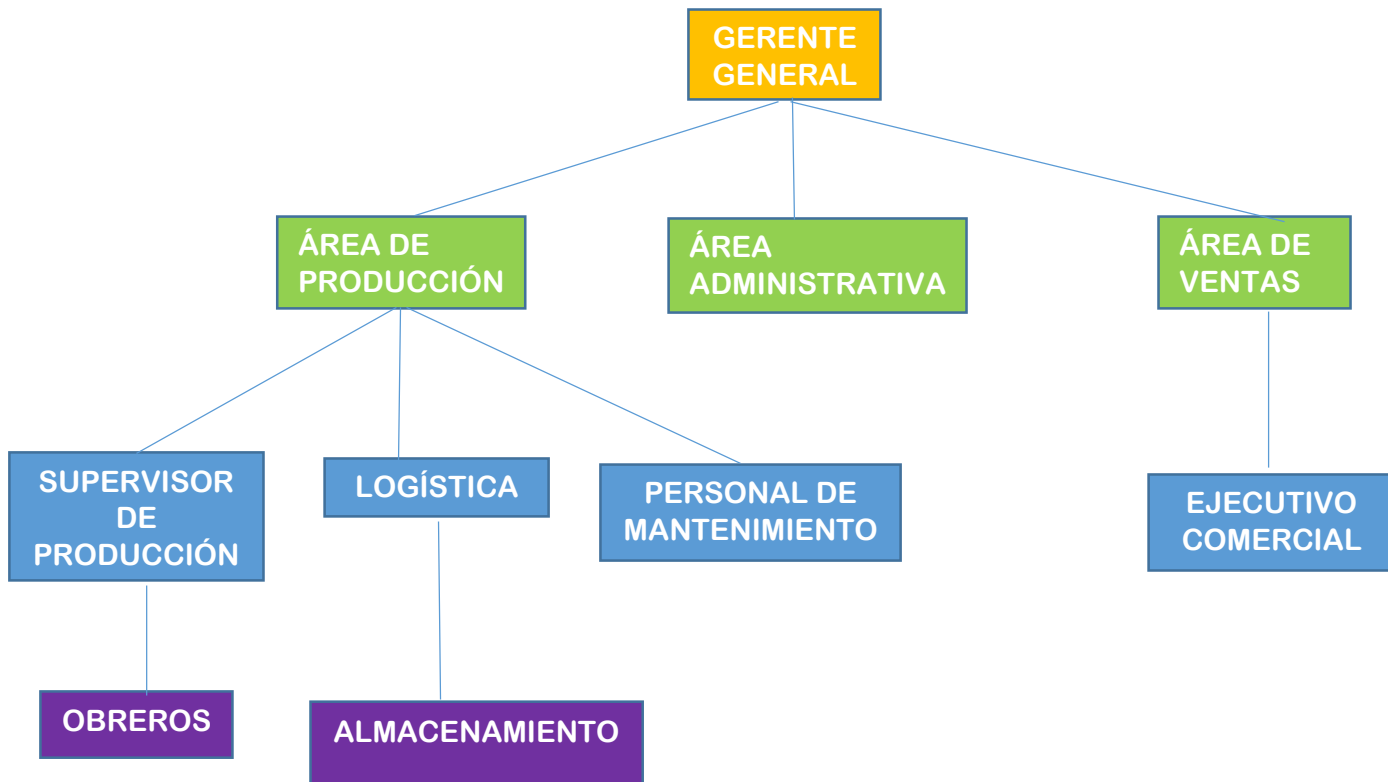 GERENTE
GENERAL
ÁREA DE
PRODUCCIÓN
ÁREA
ADMINISTRATIVA
ÁREA DE
VENTAS
SUPERVISOR
DE
PRODUCCIÓN
LOGÍSTICA
PERSONAL DE
MANTENIMIENTO
EJECUTIVO
COMERCIAL
OBREROS
ALMACENAMIENTO